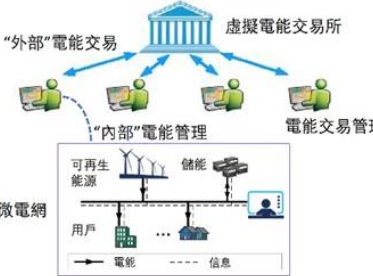 虛擬電能交易所
“外部”電能交易
電能交易管理
“內部”電能管理
可再生
能源
儲能
微電網
用戶
...
電能
信息